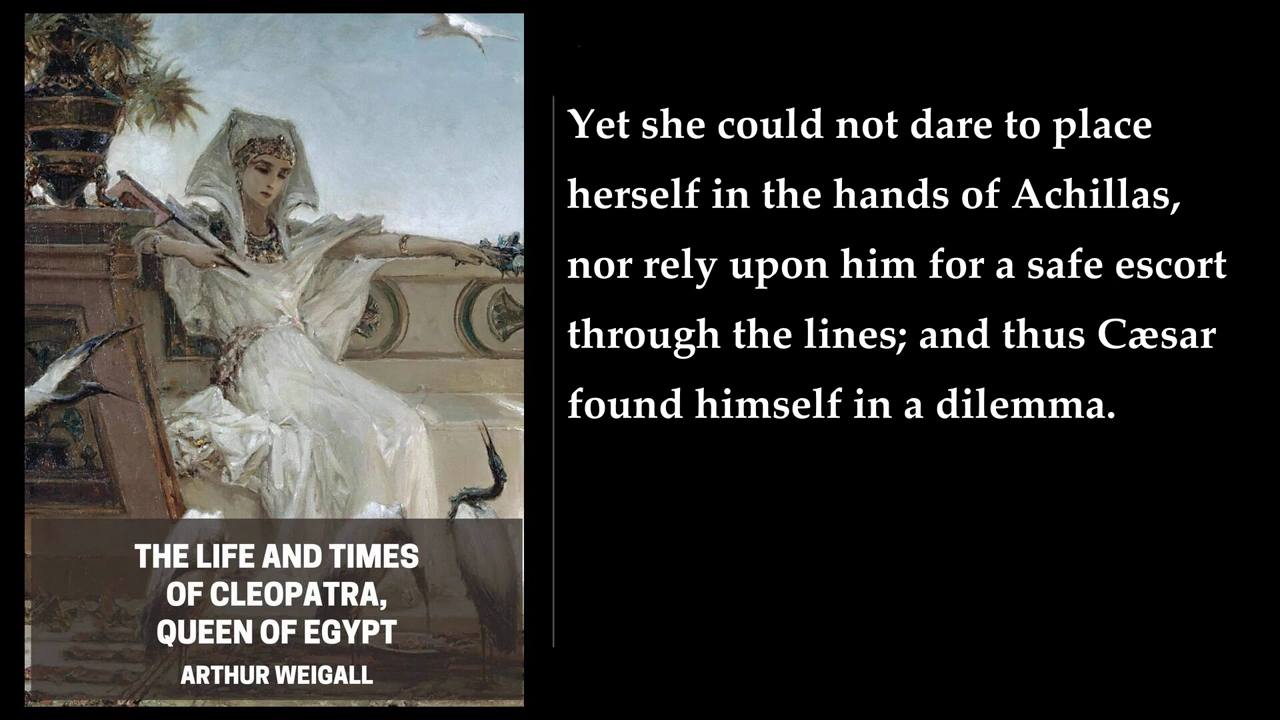 THE LIFE AND TIMES
OF CLEOPATRA,
QUEEN OF EGYPT
ARTHUR WEIGALL
Yet she could not dare to place
herself in the hands of Achillas,
nor rely upon him for a safe escort
through the lines; and thus Cæsar
found himself in a dilemma.